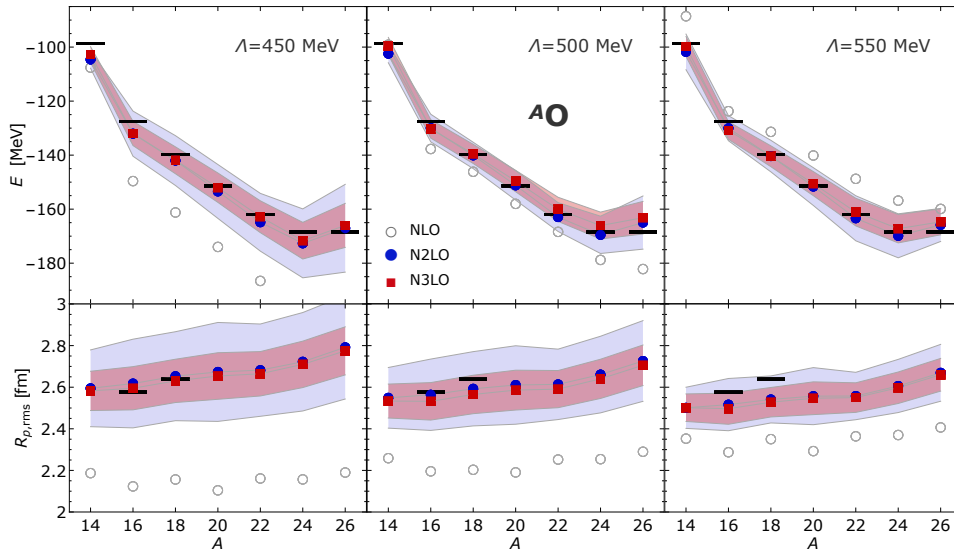 Λ=450 MeV
Λ=500 MeV
Λ=550 MeV
ᴬO
−100
−120
−140
−160
−180
E [MeV]
NLO
N2LO
N3LO
3
2.8
2.6
2.4
2.2
2
R_{p,rms} [fm]
14 16 18 20 22 24 26
14 16 18 20 22 24 26
14 16 18 20 22 24 26
A
A
A